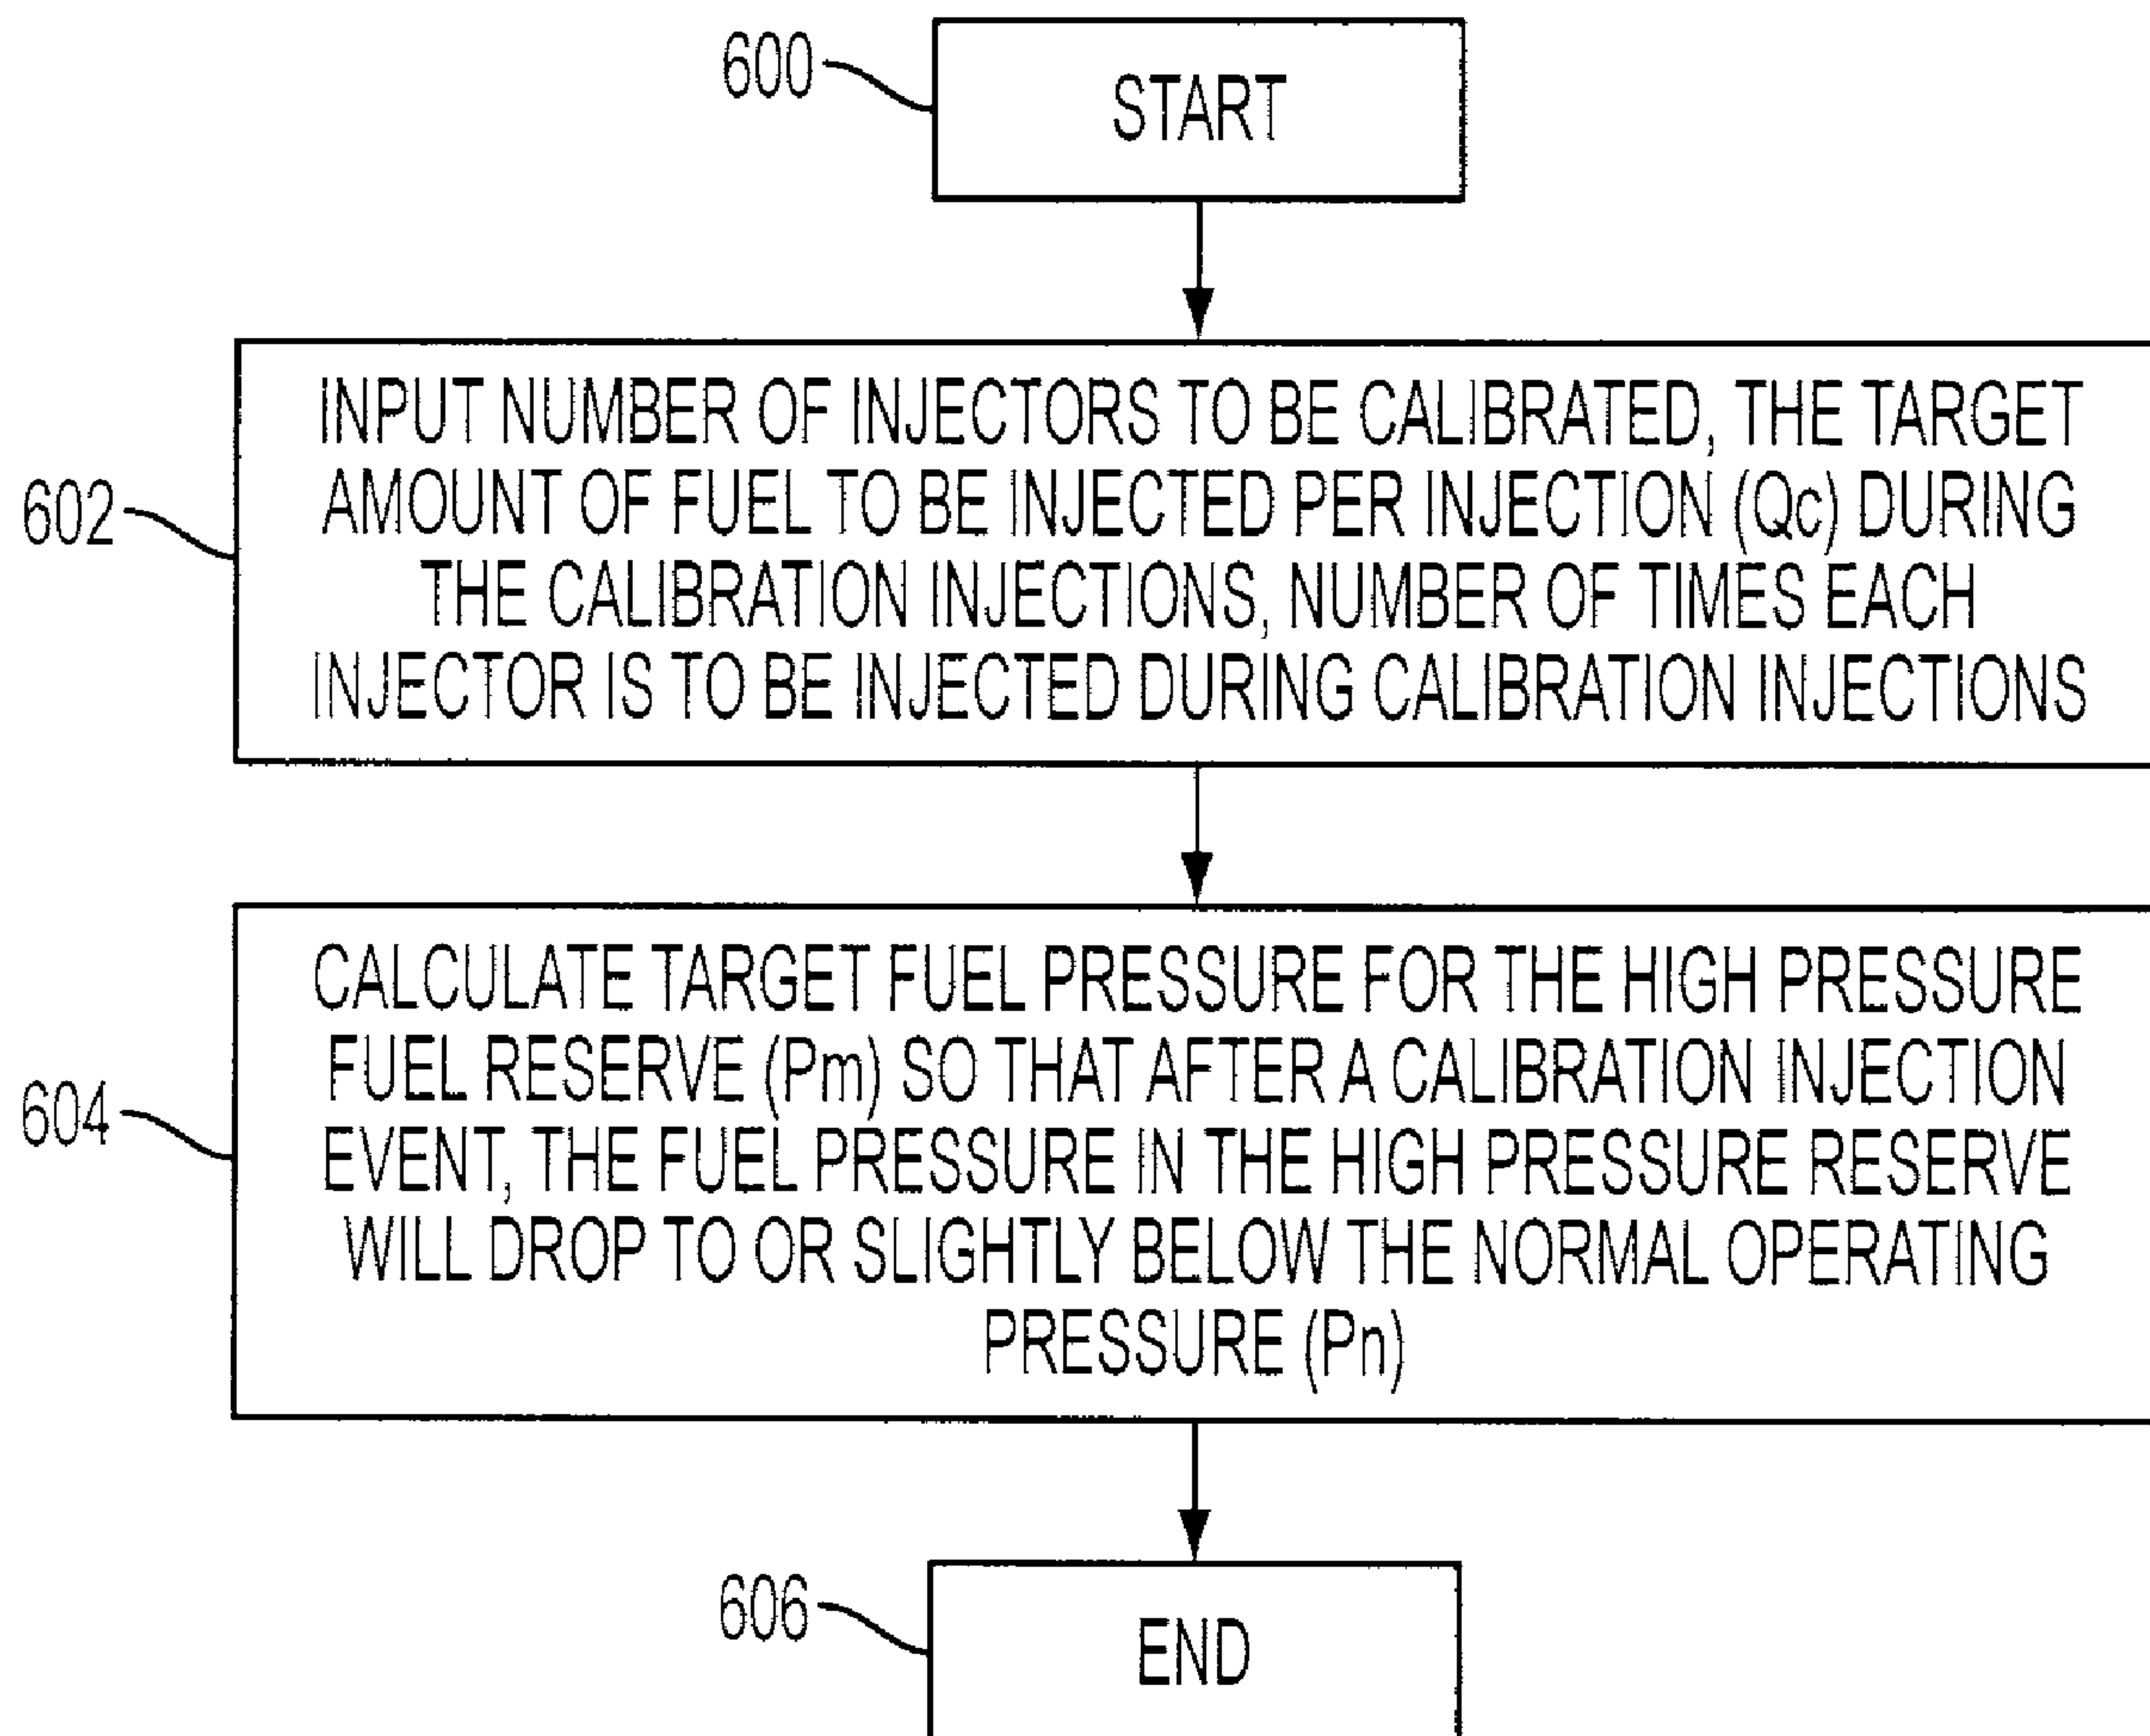 600
START
602
INPUT NUMBER OF INJECTORS TO BE CALIBRATED, THE TARGET
AMOUNT OF FUEL TO BE INJECTED PER INJECTION (Qc) DURING
THE CALIBRATION INJECTIONS, NUMBER OF TIMES EACH
INJECTOR IS TO BE INJECTED DURING CALIBRATION INJECTIONS
604
CALCULATE TARGET FUEL PRESSURE FOR THE HIGH PRESSURE
FUEL RESERVE (Pm) SO THAT AFTER A CALIBRATION INJECTION
EVENT, THE FUEL PRESSURE IN THE HIGH PRESSURE RESERVE
WILL DROP TO OR SLIGHTLY BELOW THE NORMAL OPERATING
PRESSURE (Pn)
606
END